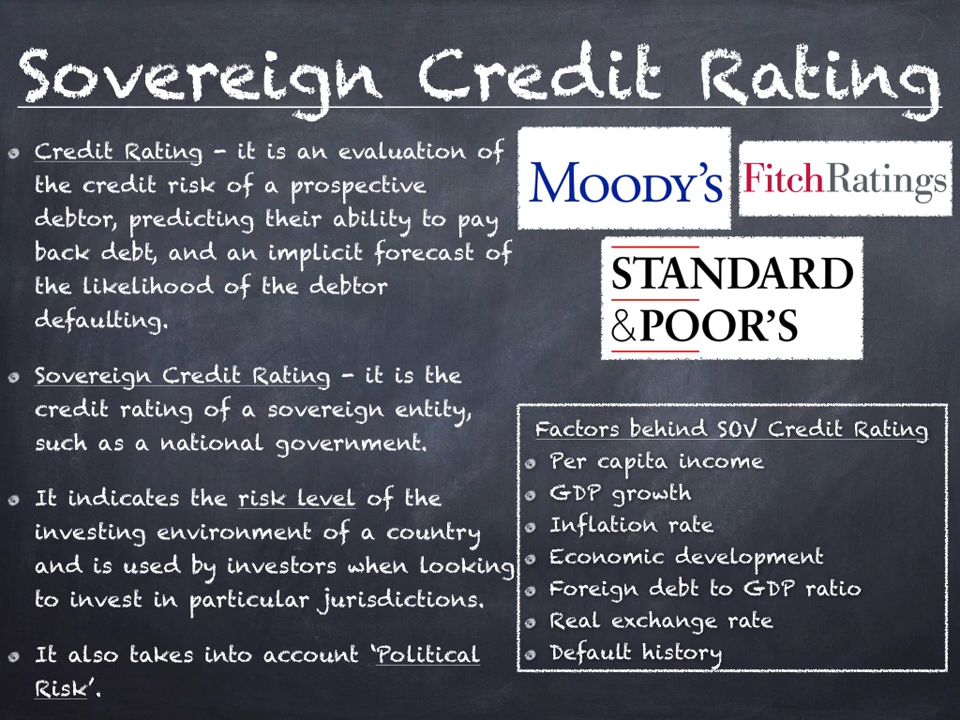 Sovereign Credit Rating
Credit Rating - it is an evaluation of
the credit risk of a prospective
debtor, predicting their ability to pay
back debt, and an implicit forecast of
the likelihood of the debtor
defaulting.
Sovereign Credit Rating - it is the
credit rating of a sovereign entity,
such as a national government.
It indicates the risk level of the
investing environment of a country
and is used by investors when looking
to invest in particular jurisdictions.
It also takes into account ‘Political
Risk’.
MOODY’S
FitchRatings
STANDARD
&POOR’S
Factors behind SOV Credit Rating
Per capita income
GDP growth
Inflation rate
Economic development
Foreign debt to GDP ratio
Real exchange rate
Default history